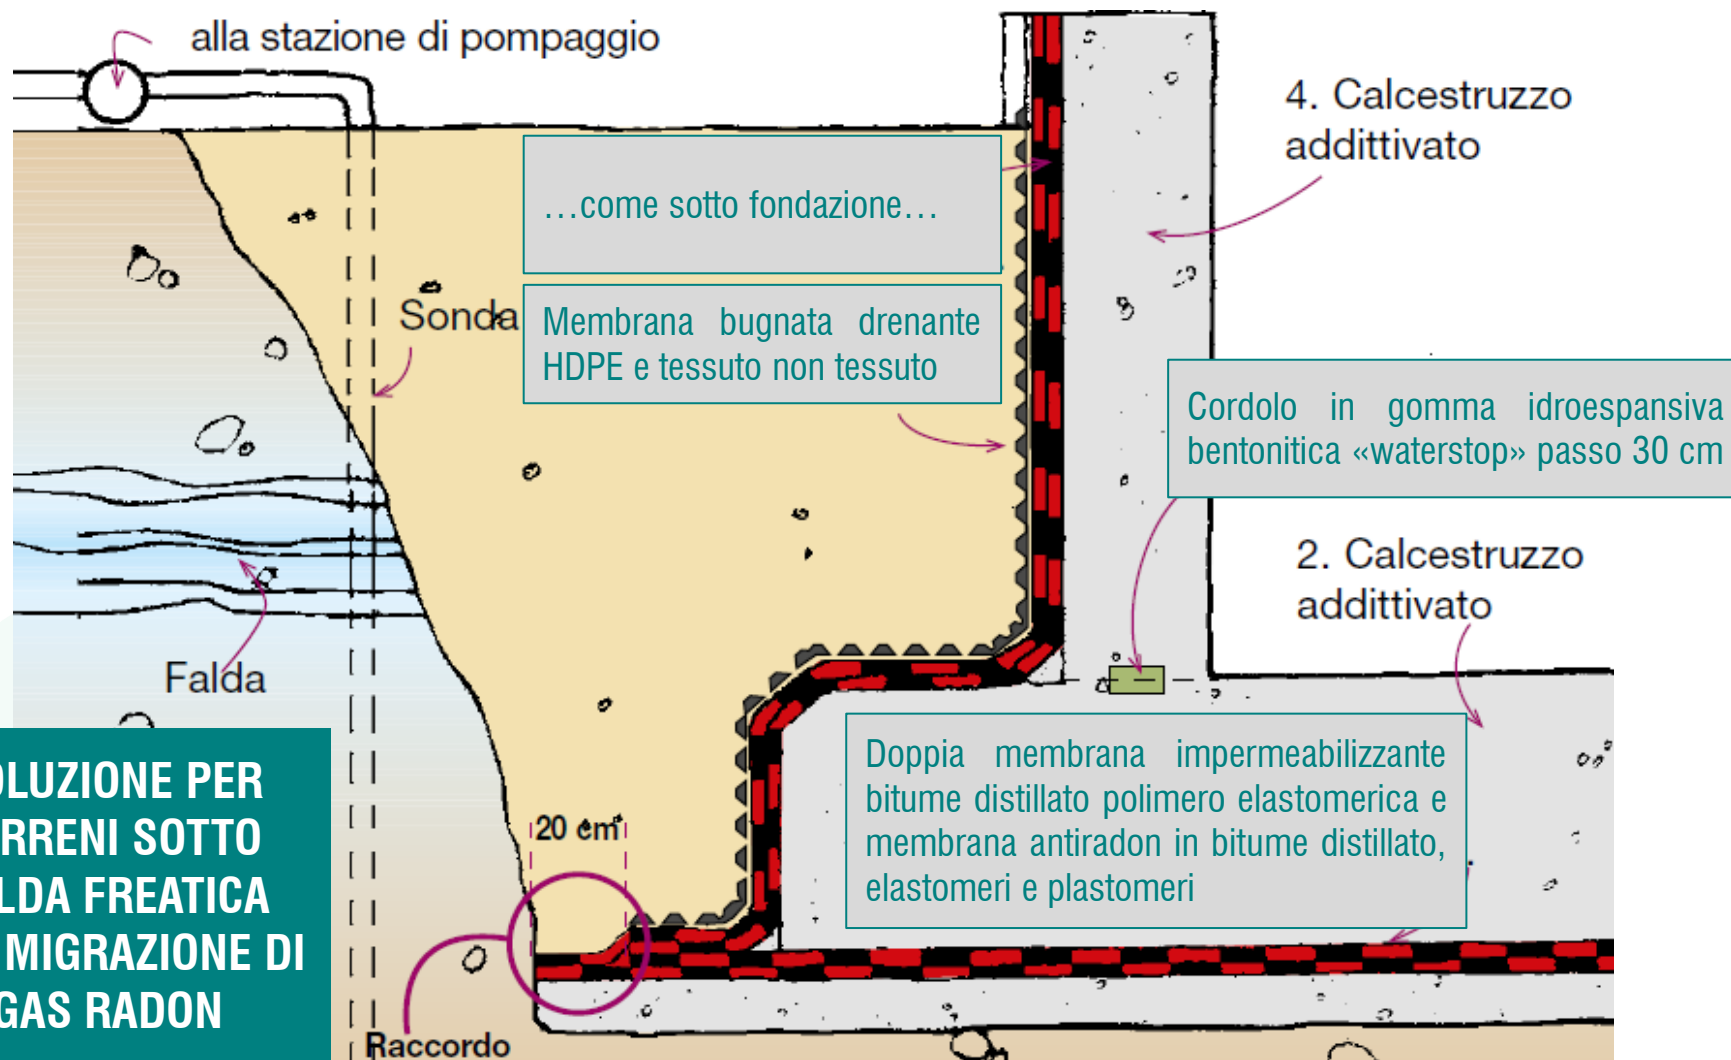 alla stazione di pompaggio
4. Calcestruzzo
addittivato
…come sotto fondazione…
Sonda
Membrana bugnata drenante
HDPE e tessuto non tessuto
Cordolo in gomma idroespansiva
bentonitica «waterstop» passo 30 cm
2. Calcestruzzo
addittivato
Falda
Doppia membrana impermeabilizzante
bitume distillato polimero elastomerica e
membrana antiradon in bitume distillato,
elastomeri e plastomeri
20 cm
OLUZIONE PER
RRENI SOTTO
LDA FREATICA
MIGRAZIONE DI
GAS RADON
Raccordo